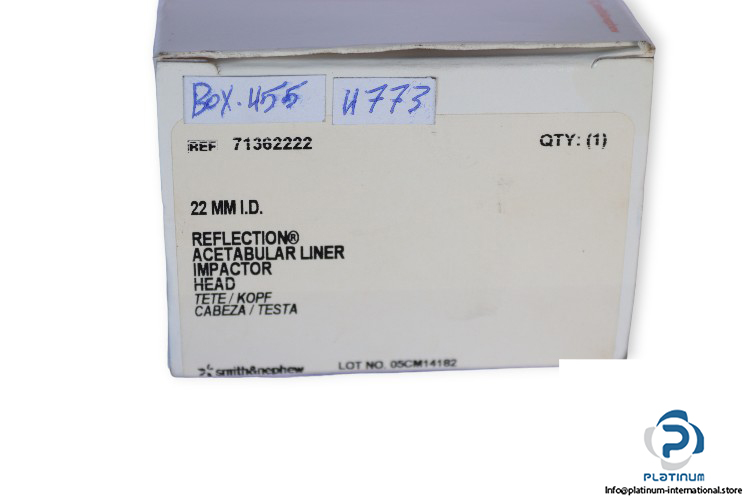 BOX.455 4773
REF 71362222 QTY: (1)
22 MM I.D.
REFLECTION®
ACETABULAR LINER
IMPACTOR
HEAD
TETE / KOPF
CABEZA / TESTA
smith&nephew LOT NO. 05CM14182
PLATINUM
Info@platinum-international.store